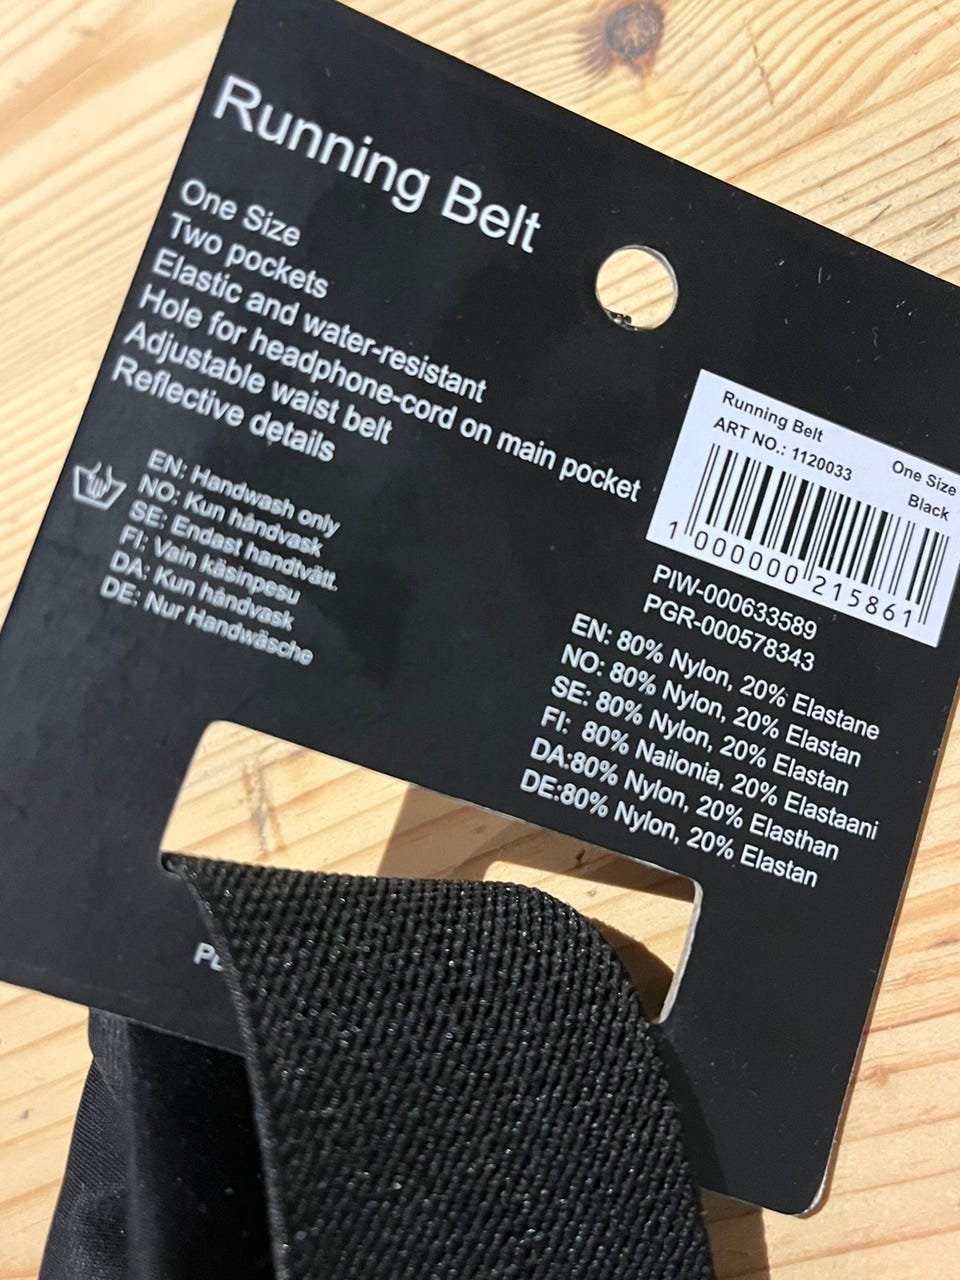 Running Belt
One Size
Two pockets
Elastic and water-resistant
Hole for headphone-cord on main pocket
Adjustable waist belt
Reflective details
EN: Handwash only
NO: Kun håndvask
SE: Endast handtvätt.
FI: Vain käsinpesu
DA: Kun håndvask
DE: Nur Handwäsche
Running Belt
ART NO.: 1120033
One Size
Black
1 000000 215861
PIW-000633589
PGR-000578343
EN: 80% Nylon, 20% Elastane
NO: 80% Nylon, 20% Elastan
SE: 80% Nylon, 20% Elastan
FI: 80% Nailonia, 20% Elastaani
DA:80% Nylon, 20% Elasthan
DE:80% Nylon, 20% Elastan